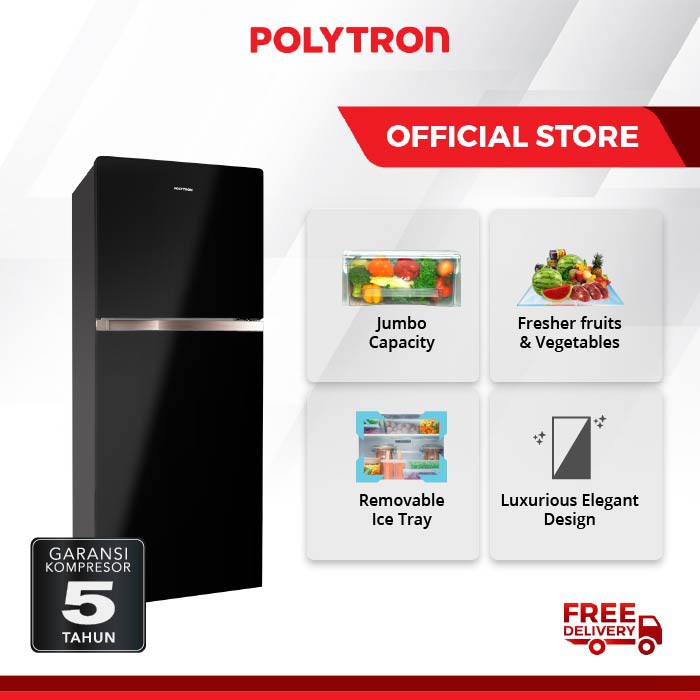 POLYTRON
OFFICIAL STORE
POLYTRON
Jumbo
Capacity
Fresher fruits
& Vegetables
Removable
Ice Tray
Luxurious Elegant
Design
GARANSI
KOMPRESOR
5
TAHUN
FREE
DELIVERY